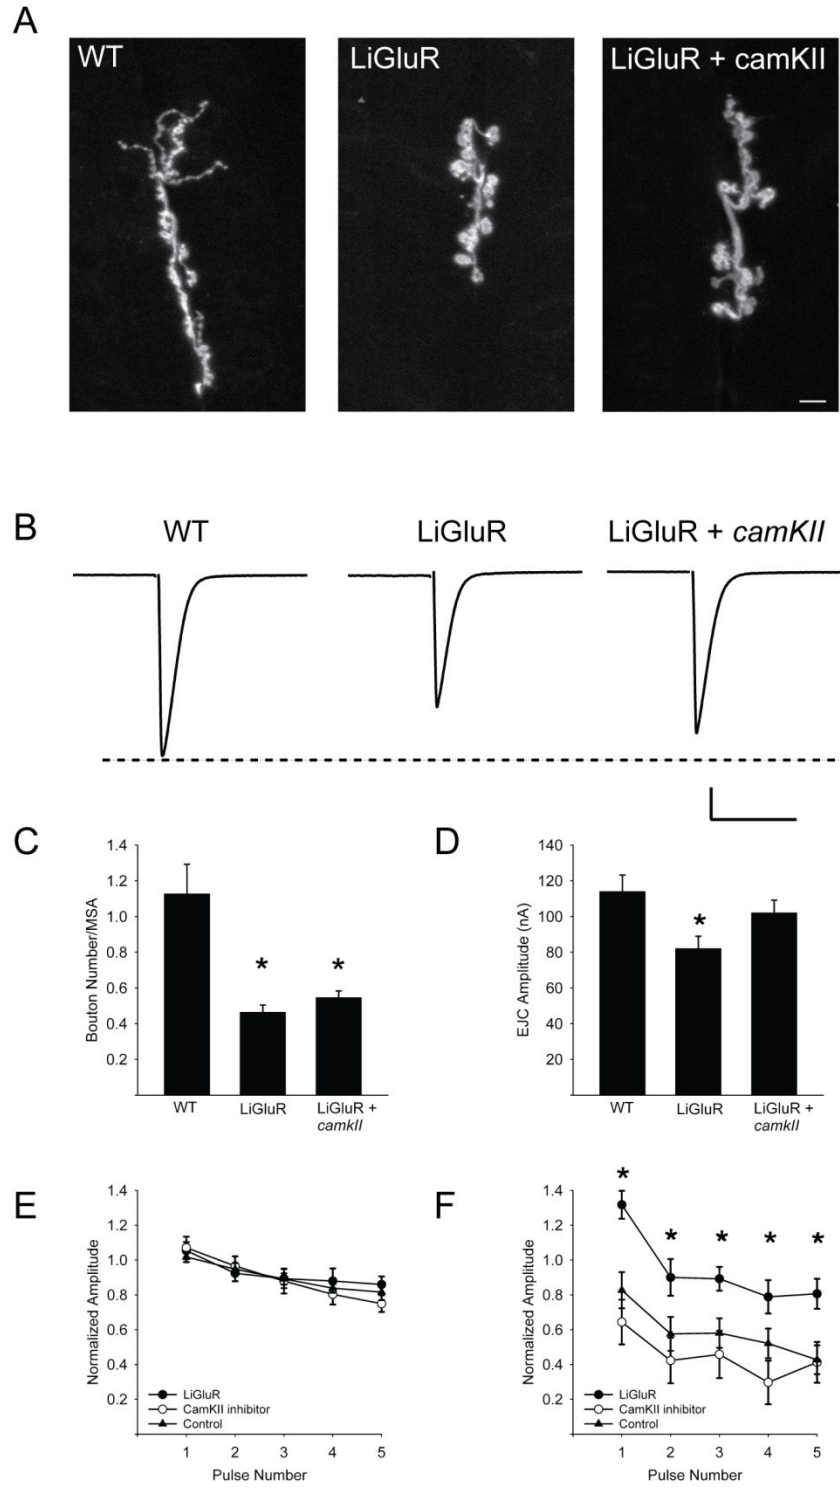 A
WT
LiGluR
LiGluR + camKII
B
WT
LiGluR
LiGluR + camKII
C
Bouton Number/MSA
1.4
1.2
1.0
0.8
0.6
0.4
0.2
*
*
WT
LiGluR
LiGluR +
camkII
D
EJC Amplitude (nA)
140
120
100
80
60
40
20
*
WT
LiGluR
LiGluR +
camkII
E
Normalized Amplitude
1.4
1.2
1.0
0.8
0.6
0.4
0.2
LiGluR
CamKII inhibitor
Control
1 2 3 4 5
Pulse Number
F
Normalized Amplitude
1.4
1.2
1.0
0.8
0.6
0.4
0.2
* * * * *
LiGluR
CamKII inhibitor
Control
1 2 3 4 5
Pulse Number